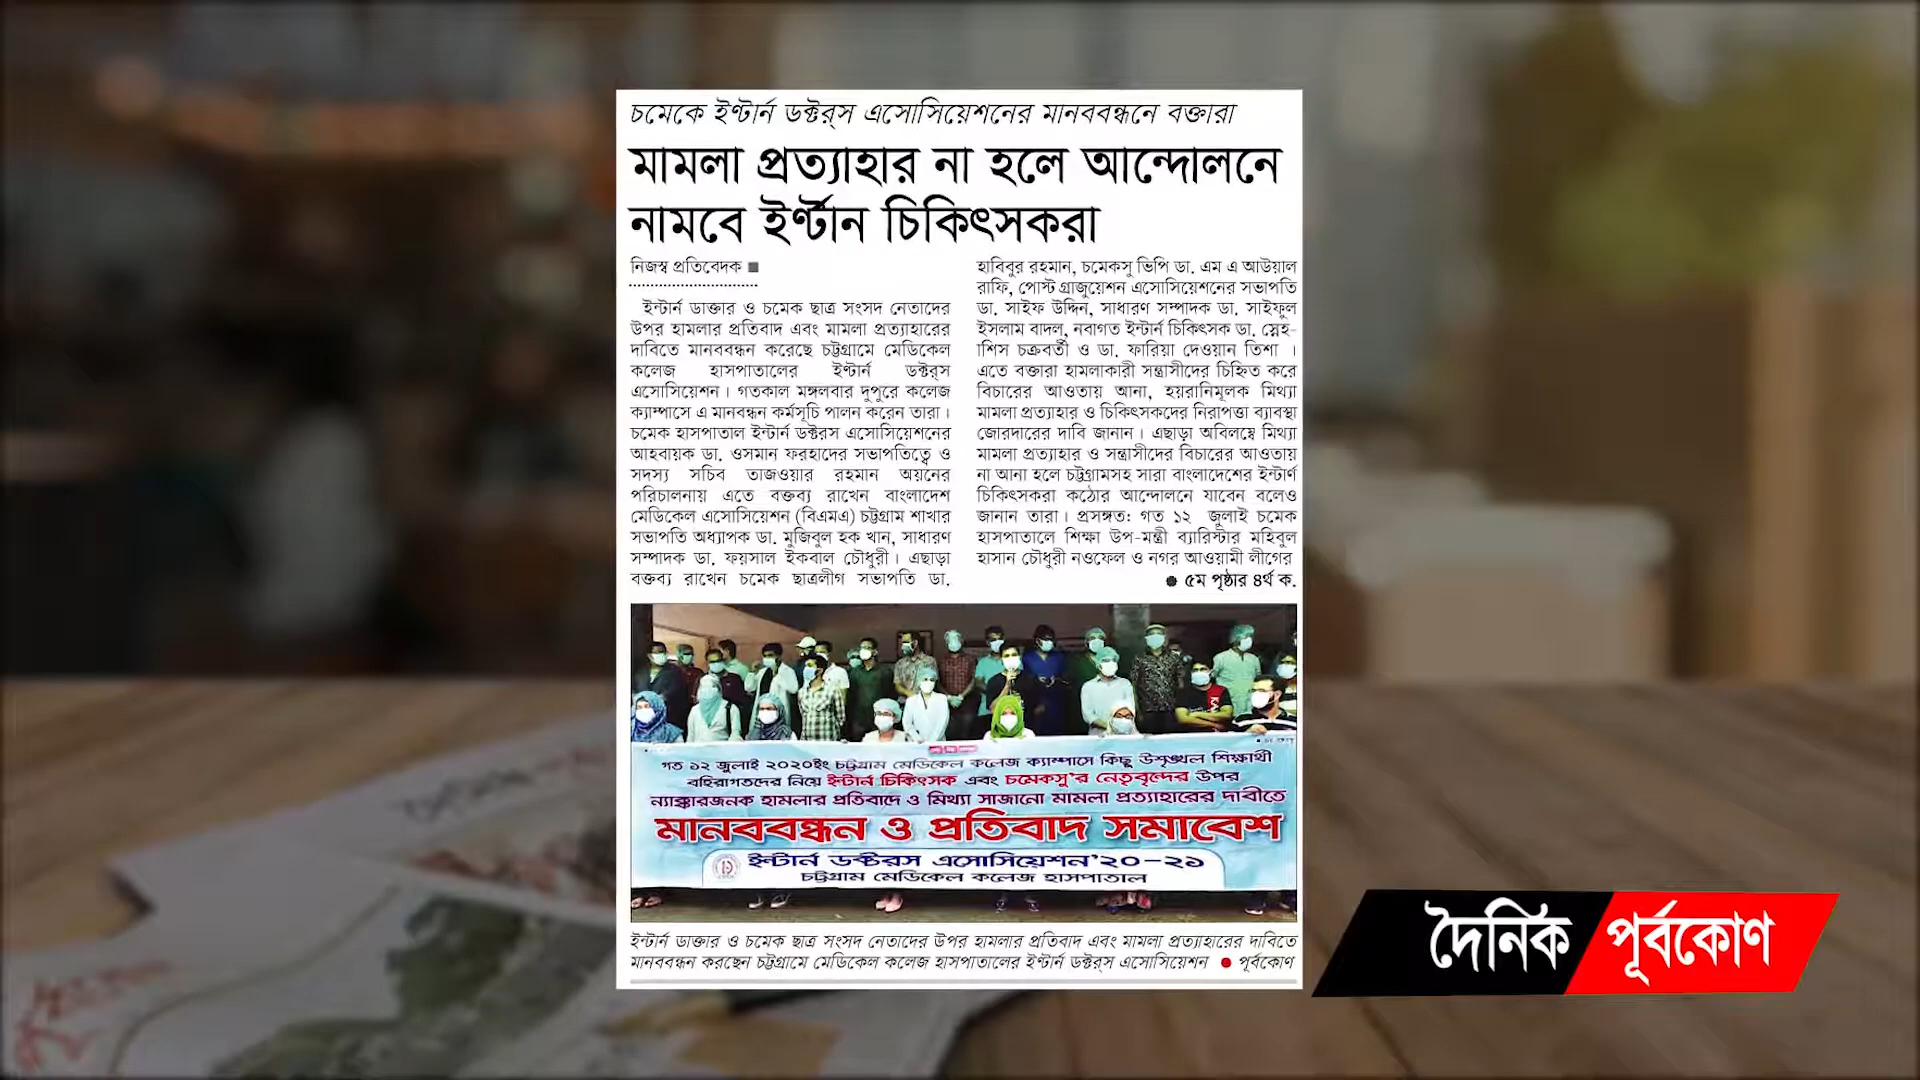 চমেকে ইণ্টার্ন ডক্টর্‌স এসোসিয়েশনের মানববন্ধনে বক্তারা
মামলা প্রত্যাহার না হলে আন্দোলনে
নামবে ইর্ণ্টান চিকিৎসকরা
নিজস্ব প্রতিবেদক ■
ইন্টার্ন ডাক্তার ও চমেক ছাত্র সংসদ নেতাদের
উপর হামলার প্রতিবাদ এবং মামলা প্রত্যাহারের
দাবিতে মানববন্ধন করেছে চট্টগ্রামে মেডিকেল
কলেজ হাসপাতালের ইণ্টার্ন ডক্টর্‌স
এসোসিয়েশন। গতকাল মঙ্গলবার দুপুরে কলেজ
ক্যাম্পাসে এ মানবন্ধন কর্মসূচি পালন করেন তারা।
চমেক হাসপাতাল ইন্টার্ন ডক্টরস এসোসিয়েশনের
আহবায়ক ডা. ওসমান ফরহাদের সভাপতিত্বে ও
সদস্য সচিব তাজওয়ার রহমান অয়নের
পরিচালনায় এতে বক্তব্য রাখেন বাংলাদেশ
মেডিকেল এসোসিয়েশন (বিএমএ) চট্টগ্রাম শাখার
সভাপতি অধ্যাপক ডা. মুজিবুল হক খান, সাধারণ
সম্পাদক ডা. ফয়সাল ইকবাল চৌধুরী। এছাড়া
বক্তব্য রাখেন চমেক ছাত্রলীগ সভাপতি ডা.
হাবিবুর রহমান, চমেকসু ভিপি ডা. এম এ আউয়াল
রাফি, পোস্ট গ্রাজুয়েশন এসোসিয়েশনের সভাপতি
ডা. সাইফ উদ্দিন, সাধারণ সম্পাদক ডা. সাইফুল
ইসলাম বাদল, নবাগত ইন্টার্ন চিকিৎসক ডা. স্নেহ-
শিস চক্রবর্তী ও ডা. ফারিয়া দেওয়ান তিশা ।
এতে বক্তারা হামলাকারী সন্ত্রাসীদের চিহ্নিত করে
বিচারের আওতায় আনা, হয়রানিমূলক মিথ্যা
মামলা প্রত্যাহার ও চিকিৎসকদের নিরাপত্তা ব্যাবস্থা
জোরদারের দাবি জানান। এছাড়া অবিলম্বে মিথ্যা
মামলা প্রত্যাহার ও সন্ত্রাসীদের বিচারের আওতায়
না আনা হলে চট্টগ্রামসহ সারা বাংলাদেশের ইন্টার্ণ
চিকিৎসকরা কঠোর আন্দোলনে যাবেন বলেও
জানান তারা। প্রসঙ্গত: গত ১২ জুলাই চমেক
হাসপাতালে শিক্ষা উপ-মন্ত্রী ব্যারিস্টার মহিবুল
হাসান চৌধুরী নওফেল ও নগর আওয়ামী লীগের
● ৫ম পৃষ্ঠার ৪র্থ ক.
গত ১২ জুলাই ২০২০ইং চট্টগ্রাম মেডিকেল কলেজ ক্যাম্পাসে কিছু উশৃঙ্খল শিক্ষার্থী
বহিরাগতদের নিয়ে ইন্টার্ন চিকিৎসক এবং চমেকসু'র নেতৃবৃন্দের উপর
ন্যাক্কারজনক হামলার প্রতিবাদে ও মিথ্যা সাজানো মামলা প্রত্যাহারের দাবীতে
মানববন্ধন ও প্রতিবাদ সমাবেশ
ইন্টার্ন ডক্টরস এসোসিয়েশন'২০-২১
চট্টগ্রাম মেডিকেল কলেজ হাসপাতাল
ইন্টার্ন ডাক্তার ও চমেক ছাত্র সংসদ নেতাদের উপর হামলার প্রতিবাদ এবং মামলা প্রত্যাহারের দাবিতে
মানববন্ধন করছেন চট্টগ্রামে মেডিকেল কলেজ হাসপাতালের ইন্টার্ন ডক্টর্‌স এসোসিয়েশন ● পূর্বকোণ
দৈনিক পূর্বকোণ